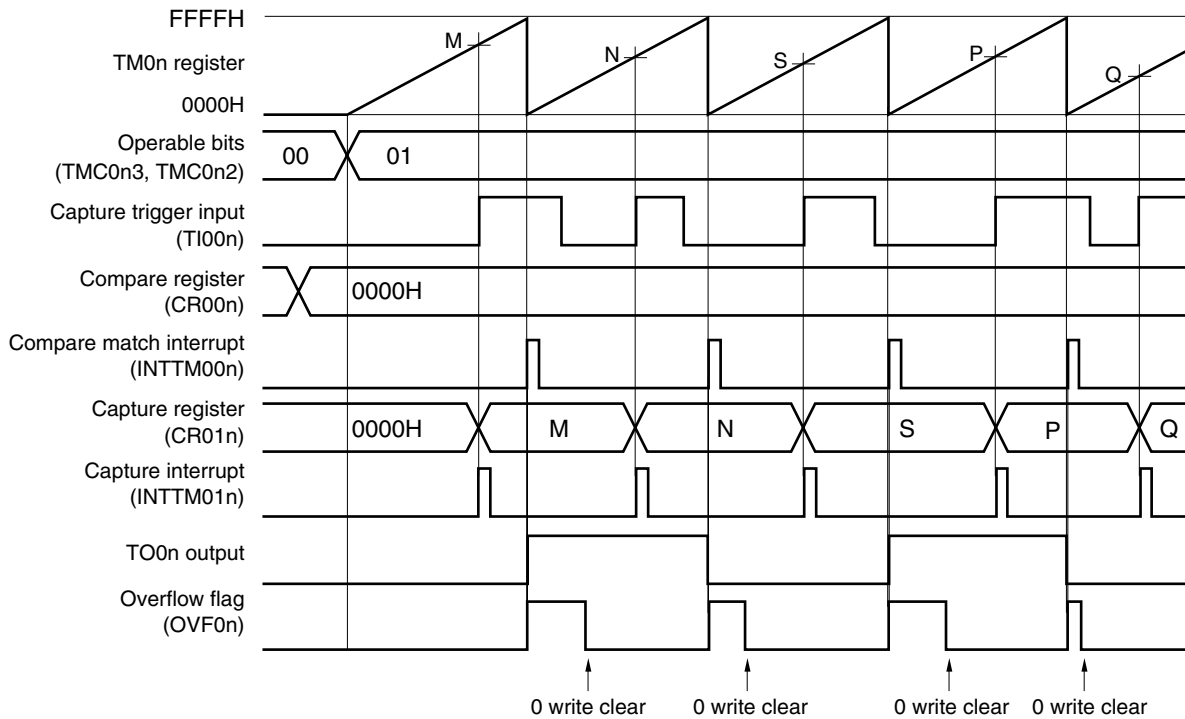 FFFFH
TM0n register
0000H
M
N
S
P
Q
Operable bits
(TMC0n3, TMC0n2)
00
01
Capture trigger input
(TI00n)
Compare register
(CR00n)
0000H
Compare match interrupt
(INTTM00n)
Capture register
(CR01n)
0000H
M
N
S
P
Q
Capture interrupt
(INTTM01n)
TO0n output
Overflow flag
(OVF0n)
0 write clear
0 write clear
0 write clear
0 write clear